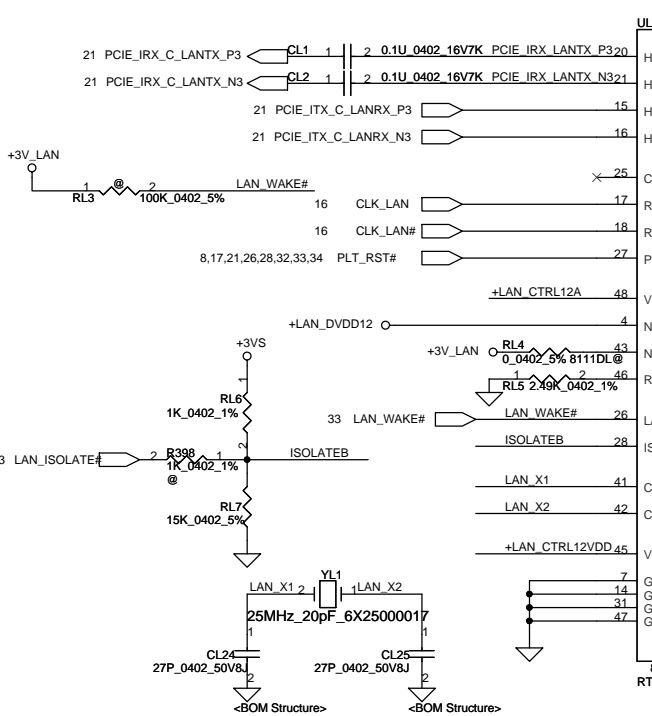 UL
21 PCIE_IRX_C_LANTX_P3 CL1 1 2 0.1U_0402_16V7K PCIE_IRX_LANTX_P3 20 H
21 PCIE_IRX_C_LANTX_N3 CL2 1 2 0.1U_0402_16V7K PCIE_IRX_LANTX_N3 21 H
21 PCIE_ITX_C_LANRX_P3 15 H
21 PCIE_ITX_C_LANRX_N3 16 H
+3V_LAN
25 C
1 @ 2 LAN_WAKE#
RL3 100K_0402_5%
16 CLK_LAN 17 R
16 CLK_LAN# 18 R
8,17,21,26,28,32,33,34 PLT_RST# 27 P
+LAN_CTRL12A 48 V
+LAN_DVDD12 4 N
+3VS
+3V_LAN RL4 43 N
0_0402_5% 8111DL@
1 2 46 R
RL5 2.49K_0402_1%
1
RL6
1K_0402_1%
2
33 LAN_WAKE# LAN_WAKE# 26 LA
ISOLATEB 28 IS
3 LAN_ISOLATE# 2 R398 1 ISOLATEB
1K_0402_1%
@
RL7
15K_0402_5%
LAN_X1 41 C
LAN_X2 42 C
+LAN_CTRL12VDD 45 V
7 G
14 G
31 G
47 G
YL1
LAN_X1 2 1 LAN_X2
25MHz_20pF_6X25000017
1 1
CL24 CL25
27P_0402_50V8J 27P_0402_50V8J
2 2
<BOM Structure> <BOM Structure>
RT